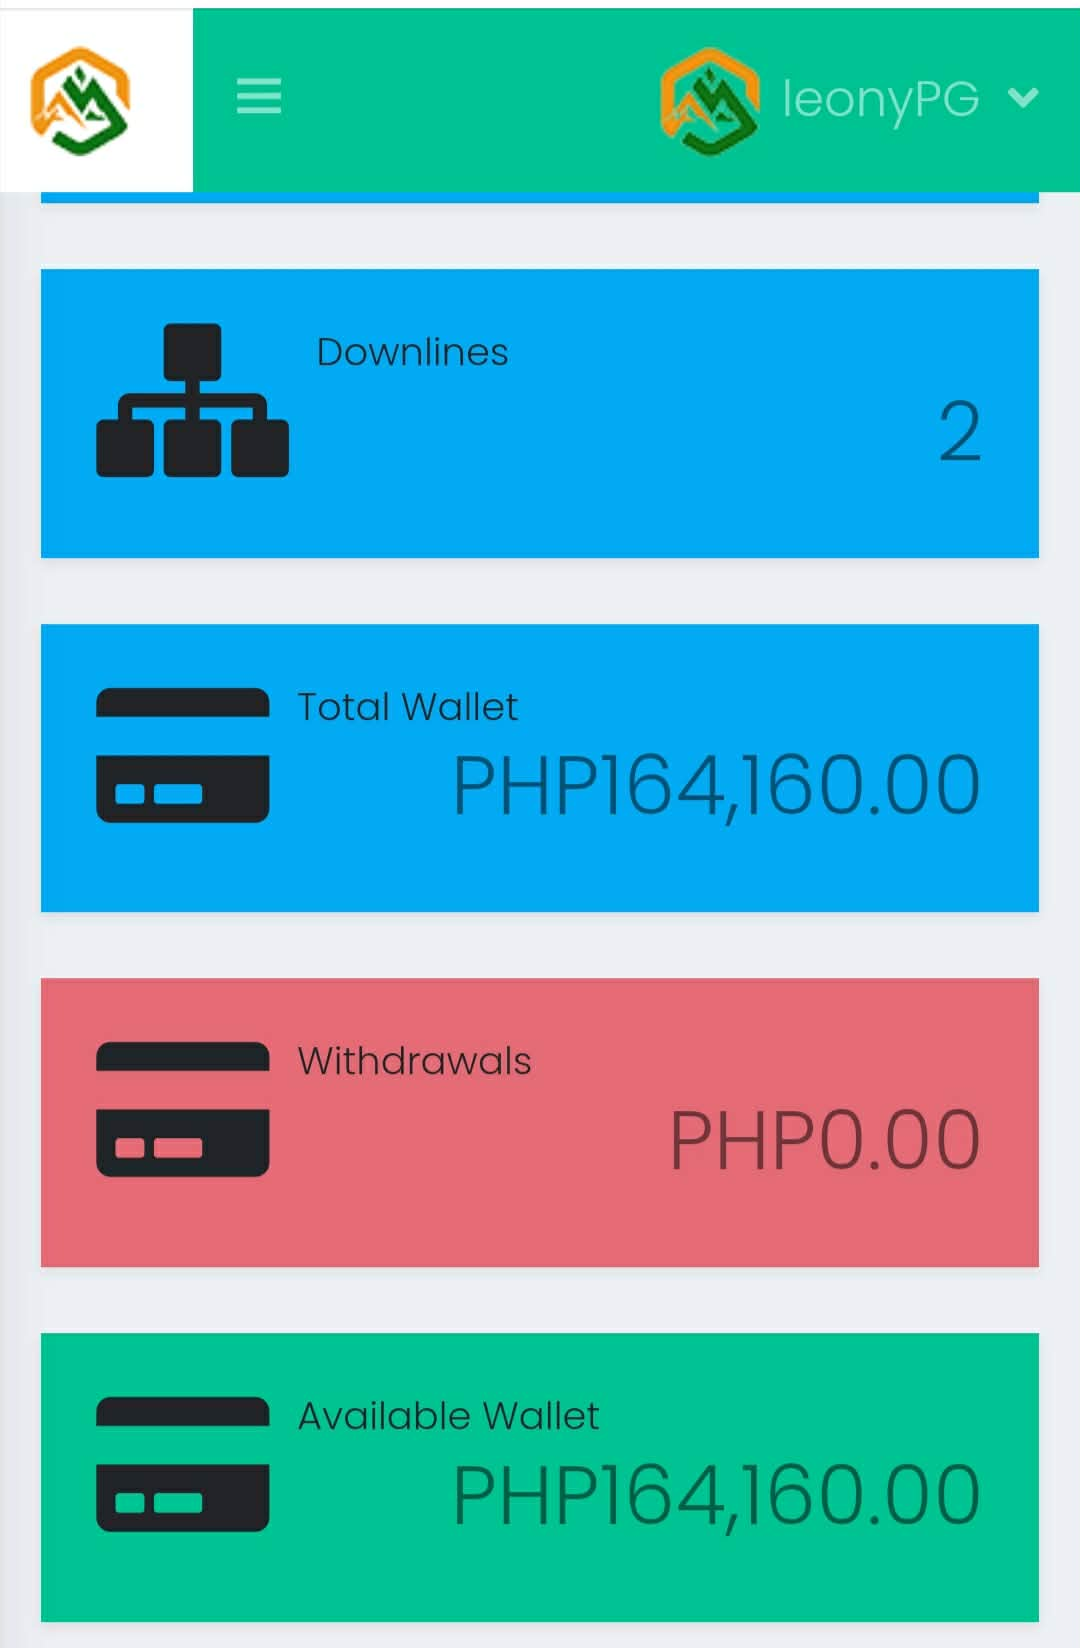 leonyPG
Downlines
2
Total Wallet
PHP164,160.00
Withdrawals
PHP0.00
Available Wallet
PHP164,160.00